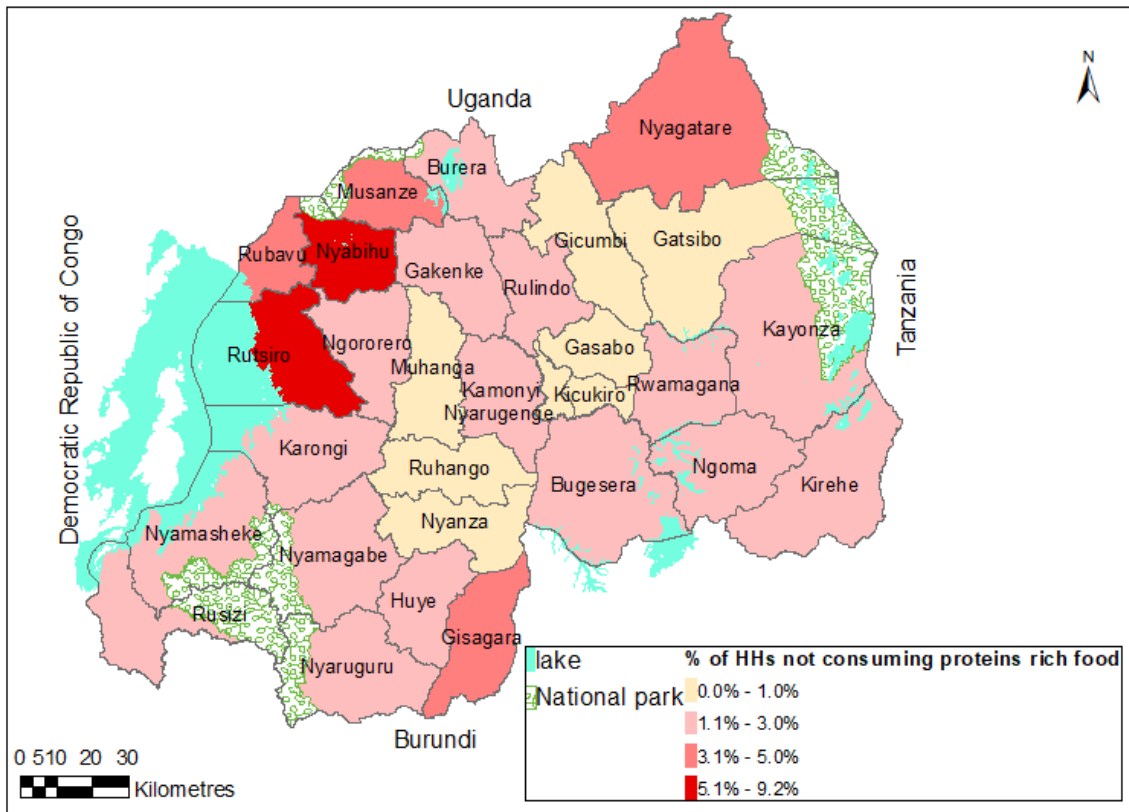 N
Uganda
Nyagatare
Burera
Musanze
Gicumbi
Gatsibo
Rubavu
Nyabihu
Gakenke
Rulindo
Democratic Republic of Congo
Tanzania
Kayonza
Rutsiro
Ngororero
Gasabo
Muhanga
Kamonyi
Kicukiro
Rwamagana
Nyarugenge
Karongi
Ruhango
Bugesera
Ngoma
Kirehe
Nyamasheke
Nyamagabe
Nyanza
Rusizi
Huye
Gisagara
Nyaruguru
Burundi
lake
National park
% of HHs not consuming proteins rich food
0.0% - 1.0%
1.1% - 3.0%
3.1% - 5.0%
5.1% - 9.2%
0 510 20 30
Kilometres